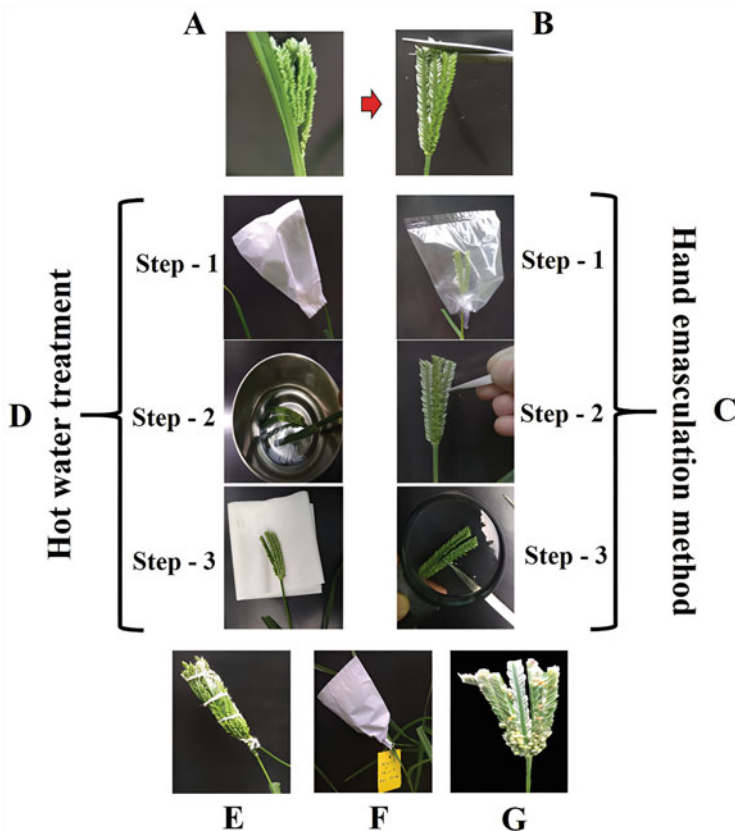 A
B
Step - 1
Step - 1
Hot water treatment
Hand emasculation method
D
Step - 2
Step - 2
C
Step - 3
Step - 3
E
F
G